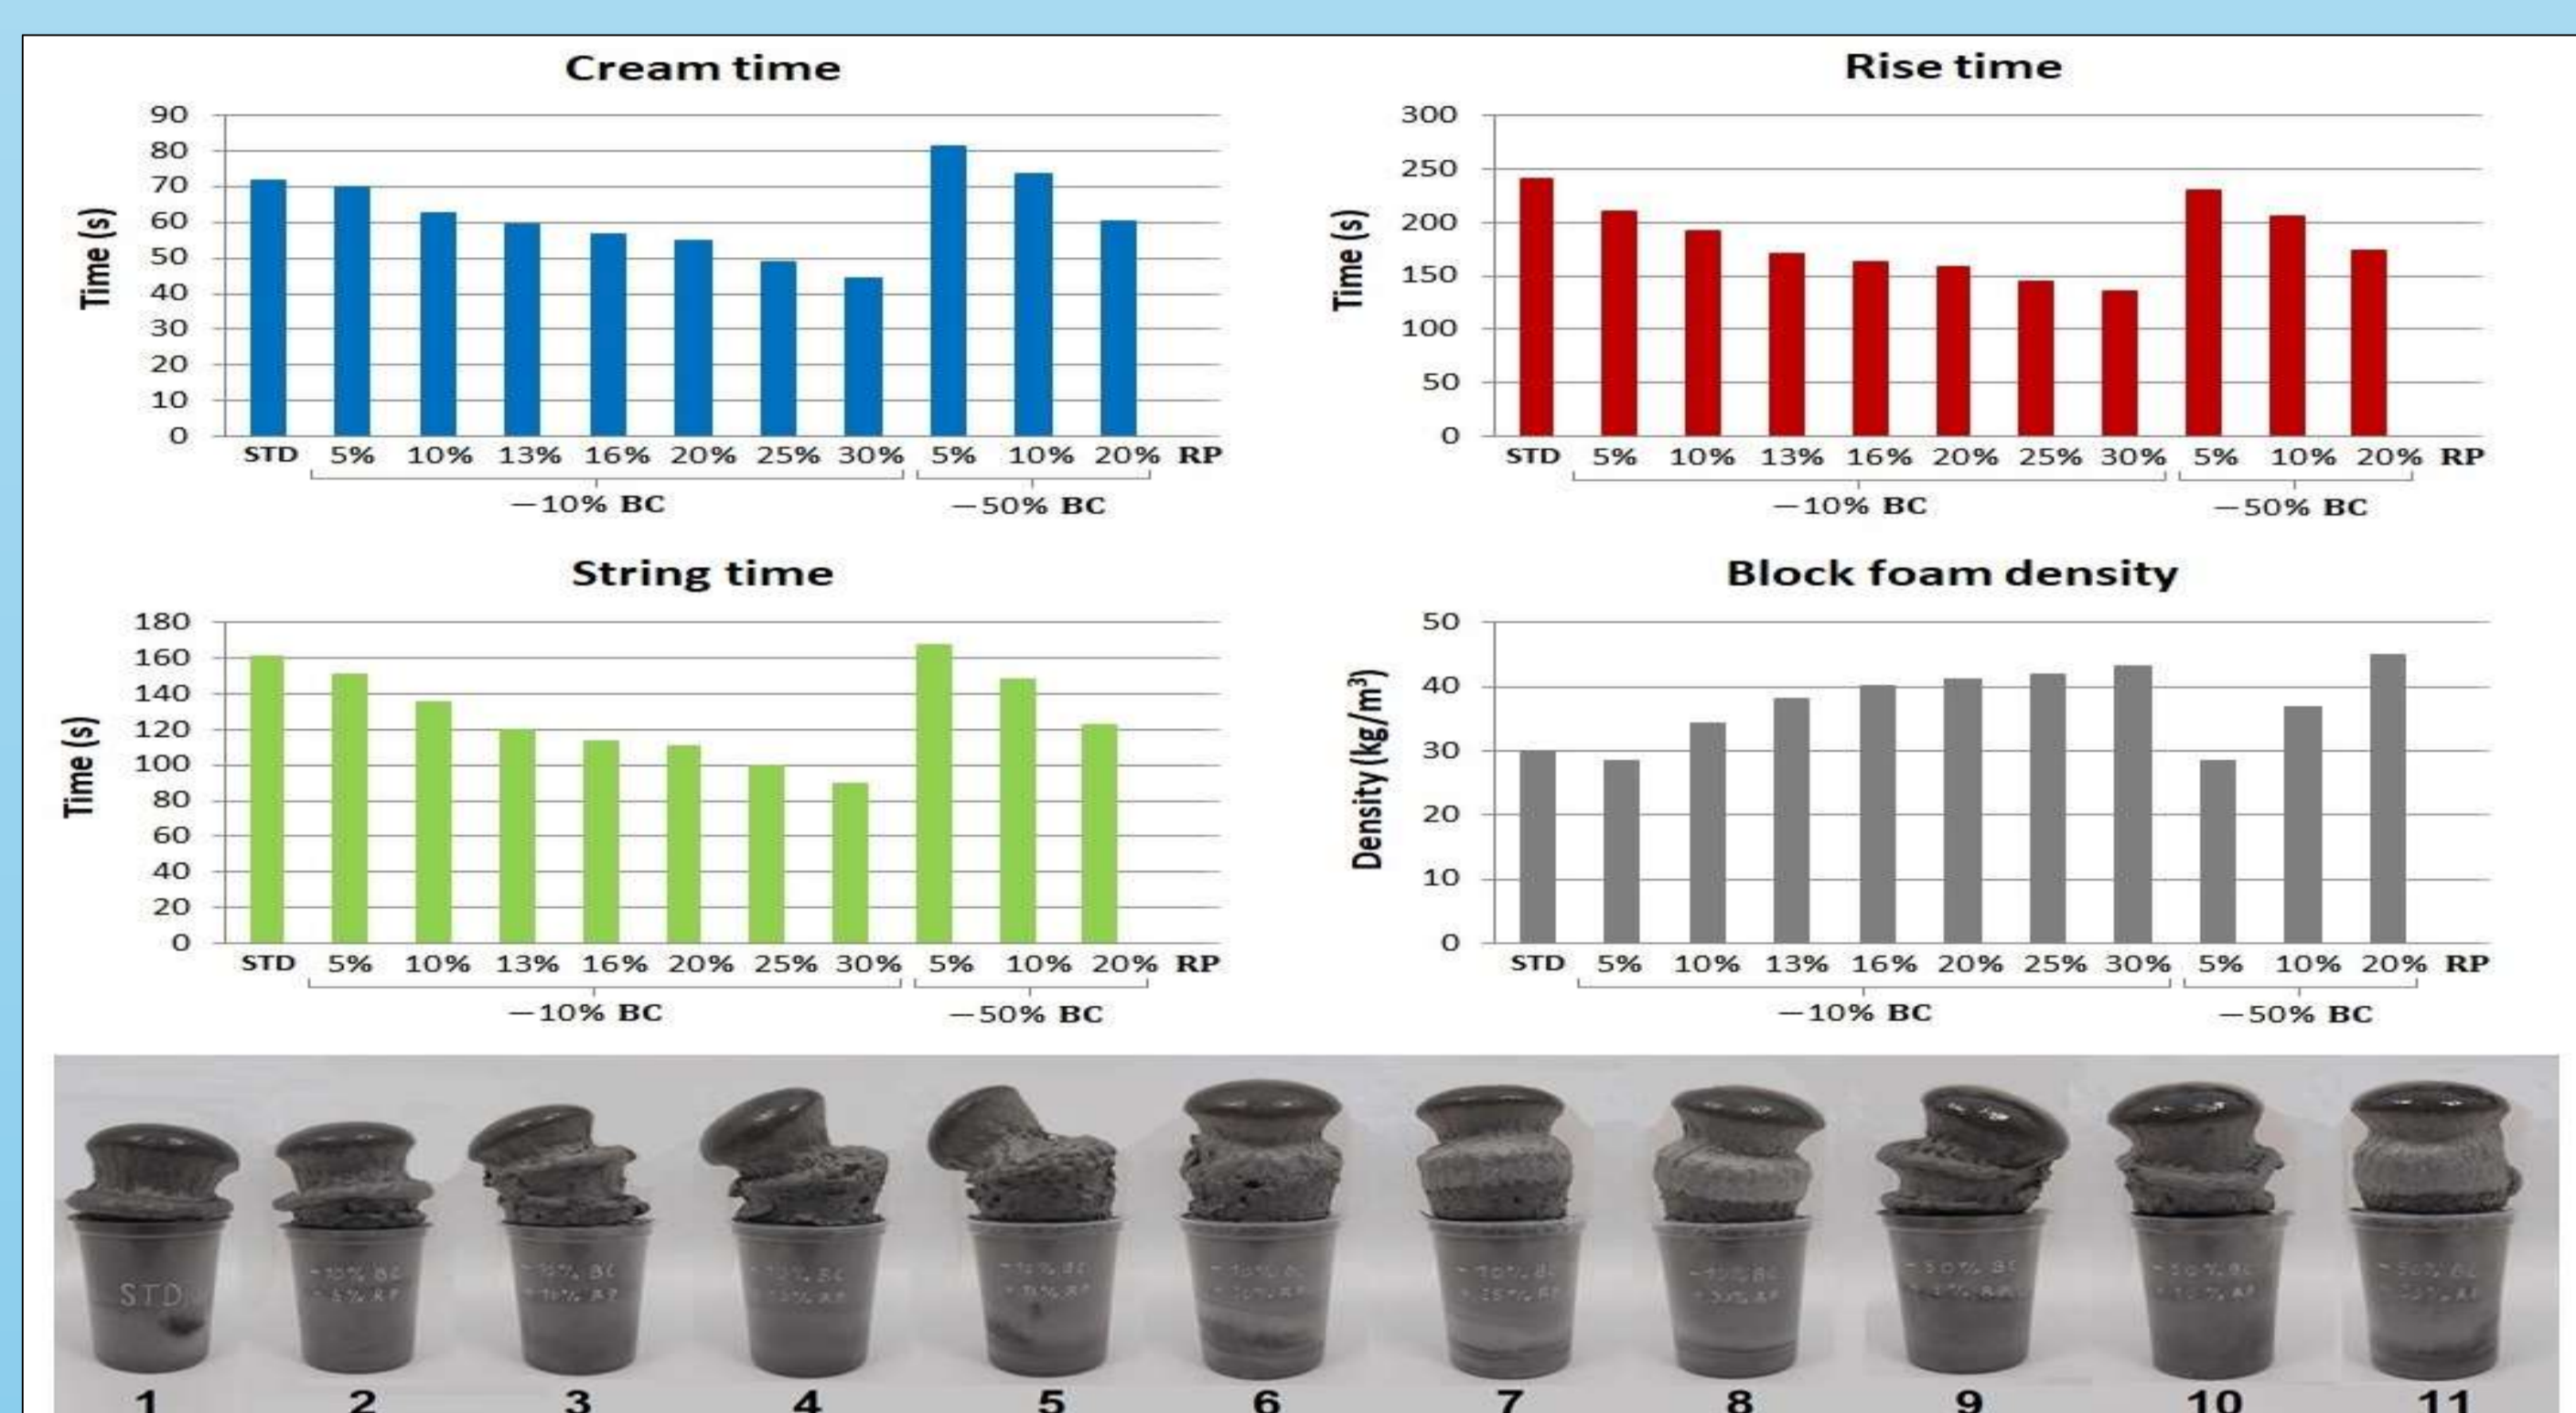 Cream time
Time (s)
90
80
70
60
50
40
30
20
10
0
STD 5% 10% 13% 16% 20% 25% 30% 5% 10% 20% RP
—10% BC —50% BC
Rise time
Time (s)
300
250
200
150
100
50
0
STD 5% 10% 13% 16% 20% 25% 30% 5% 10% 20% RP
—10% BC —50% BC
String time
Time (s)
180
160
140
120
100
80
60
40
20
0
STD 5% 10% 13% 16% 20% 25% 30% 5% 10% 20% RP
—10% BC —50% BC
Block foam density
Density (kg/m³)
50
40
30
20
10
0
STD 5% 10% 13% 16% 20% 25% 30% 5% 10% 20% RP
—10% BC —50% BC
STD
1 2 3 4 5 6 7 8 9 10 11